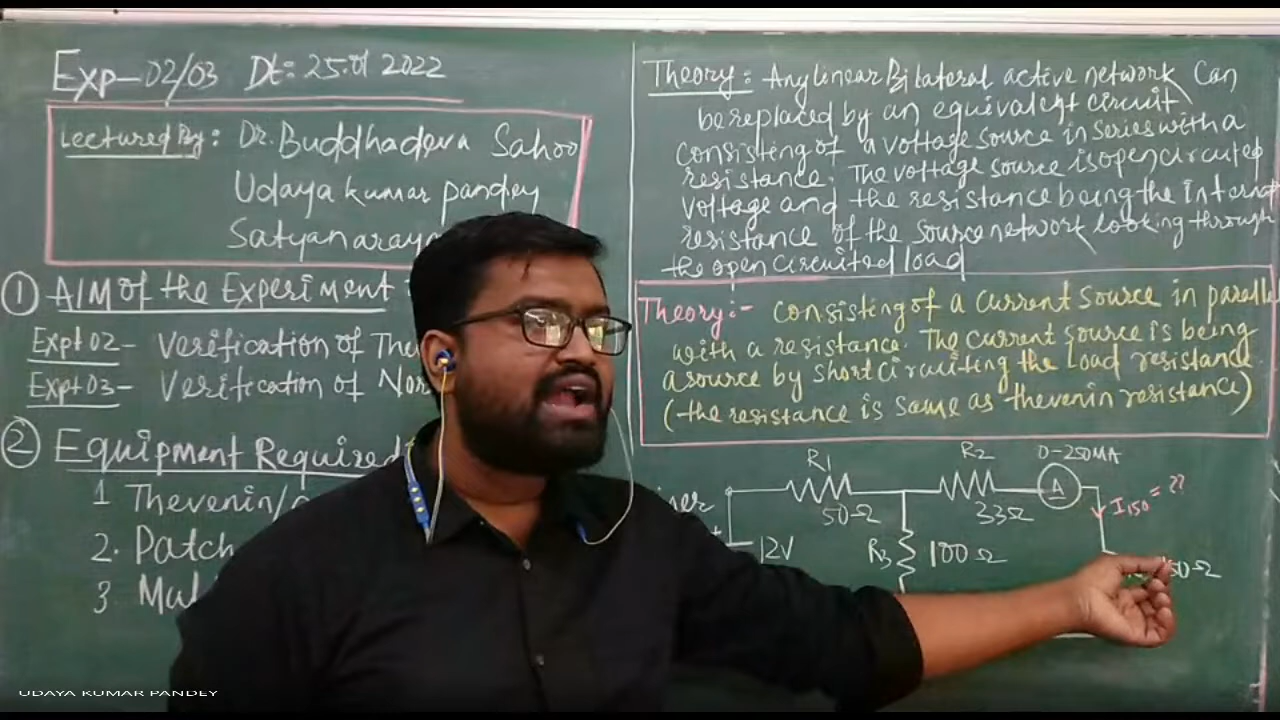 Exp-02/03 Dt: 25.01 2022
Lectured By: Dr. Buddhadeva Sahoo
Udaya kumar pandey
Satyanaraya
① AIM of the Experiment
Expt 02- Verification of The
Expt 03- Verification of Nor
② Equipment Required
1 Thevenin/
2. Patch
3 Mul
Theory: Any linear Bilateral active network Can
be replaced by an equivalent circuit
consisting of a voltage source in series with a
resistance. The voltage source is open circuited
voltage and the resistance being the Internal
resistance of the source network looking through
the open circuited load
Theory:- Consisting of a current source in parallel
with a resistance. The current source is being
a source by short circuiting the Load resistance
(the resistance is same as thevenin resistance)
R1
50Ω
R2
33Ω
0-250MA
A
I150 = ??
12V
R3
100Ω
50Ω
UDAYA KUMAR PANDEY